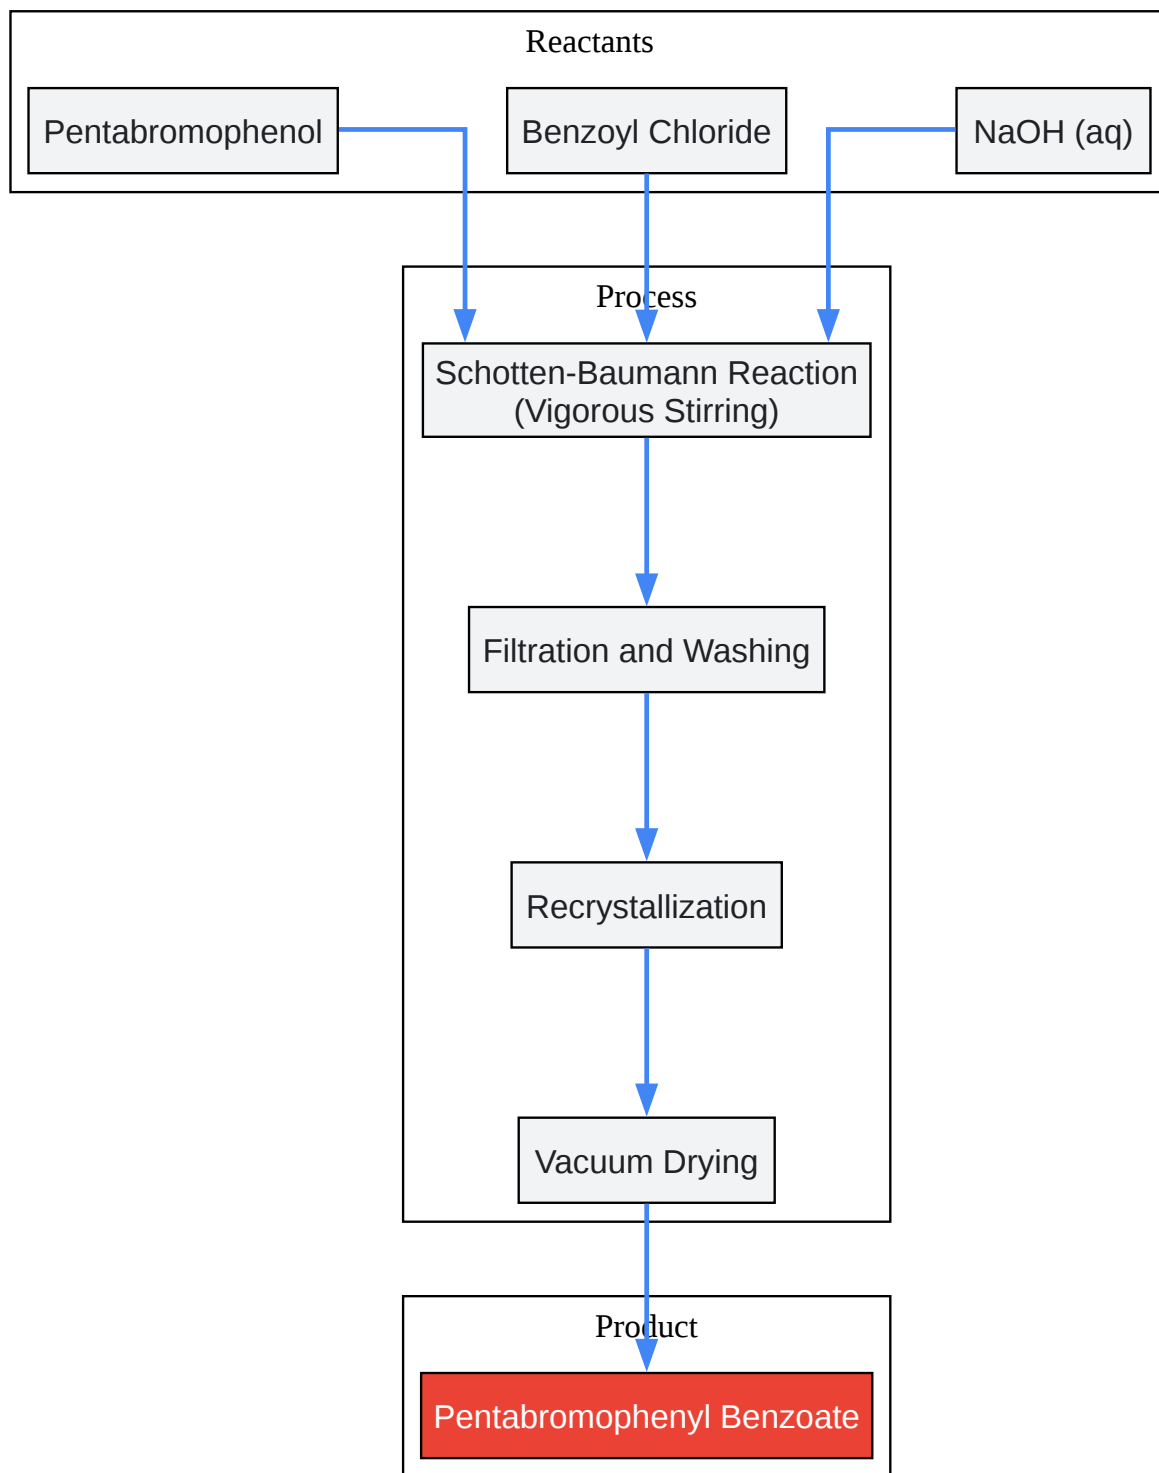 Reactants
Pentabromophenol
Benzoyl Chloride
NaOH (aq)
Process
Schotten-Baumann Reaction
(Vigorous Stirring)
Filtration and Washing
Recrystallization
Vacuum Drying
Product
Pentabromophenyl Benzoate